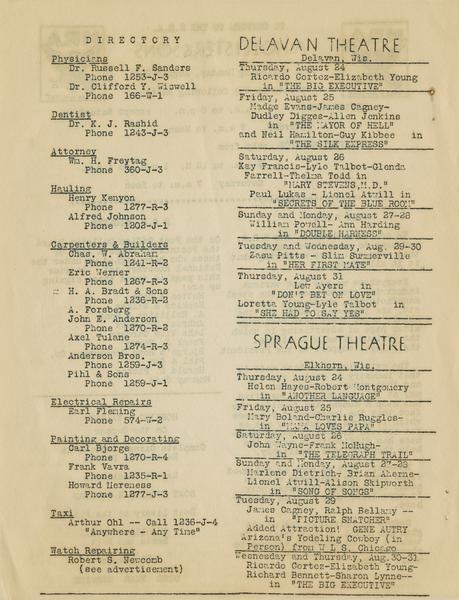 DIRECTORY
Physicians
Dr. Russell F. Sanders
Phone 1253-J-3
Dr. Clifford Y. Wiswell
Phone 166-W-1
Dentist
Dr. K. J. Rashid
Phone 1243-J-3
Attorney
Wm. H. Freytag
Phone 360-J-3
Hauling
Henry Kenyon
Phone 1277-R-3
Alfred Johnson
Phone 1202-J-1
Carpenters & Builders
Chas. W. Abraham
Phone 1241-R-2
Eric Werner
Phone 1267-R-3
H. A. Bradt & Sons
Phone 1236-R-2
A. Forsberg
John E. Anderson
Phone 1270-R-2
Axel Tulane
Phone 1274-R-3
Anderson Bros.
Phone 1259-J-3
Pihl & Sons
Phone 1259-J-1
Electrical Repairs
Earl Fleming
Phone 574-W-2
Painting and Decorating
Carl Bjorge
Phone 1270-R-4
Frank Vavra
Phone 1235-R-1
Howard Moreness
Phone 1277-J-3
Taxi
Arthur Ohl -- Call 1236-J-4
"Anywhere - Any Time"
Watch Repairing
Robert S. Newcomb
(see advertisement)
DELAVAN THEATRE
Delavan, Wis.
Thursday, August 24
Ricardo Cortez-Elizabeth Young
in "THE BIG EXECUTIVE"
Friday, August 25
Madge Evans-James Cagney-
Dudley Digges-Allen Jenkins
in "THE MAYOR OF HELL"
and Neil Hamilton-Guy Kibbee in
"THE SILK EXPRESS"
Saturday, August 26
Kay Francis-Lyle Talbot-Glenda
Farrell-Thelma Todd in
"MARY STEVENS,M.D."
Paul Lukas - Lionel Atwill in
"SECRETS OF THE BLUE ROOM"
Sunday and Monday, August 27-28
William Powell- Ann Harding
in "DOUBLE HARNESS"
Tuesday and Wednesday, Aug. 29-30
Zasu Pitts - Slim Summerville
in "HER FIRST MATE"
Thursday, August 31
Lew Ayers in
"DON'T BET ON LOVE"
Loretta Young-Lyle Talbot in
"SHE HAD TO SAY YES"
SPRAGUE THEATRE
Elkhorn, Wis.
Thursday, August 24
Helen Hayes-Robert Montgomery
in "ANOTHER LANGUAGE"
Friday, August 25
Mary Boland-Charlie Ruggles-
in "MAMA LOVES PAPA"
Saturday, August 26
John Wayne-Frank McHugh-
in "THE TELEGRAPH TRAIL"
Sunday and Monday, August 27-28
Marlene Dietrich- Brian Aherne-
Lionel Atwill-Alison Skipworth
in "SONG OF SONGS"
Tuesday, August 29
James Cagney, Ralph Bellamy --
in "PICTURE SNATCHER"
Added Attraction! GENE AUTRY
Arizona's Yodeling Cowboy (in
Person) from W L S, Chicago
Wednesday and Thursday, Aug. 30-31
Ricardo Cortez-Elizabeth Young-
Richard Bennett-Sharon Lynne--
in "THE BIG EXECUTIVE"